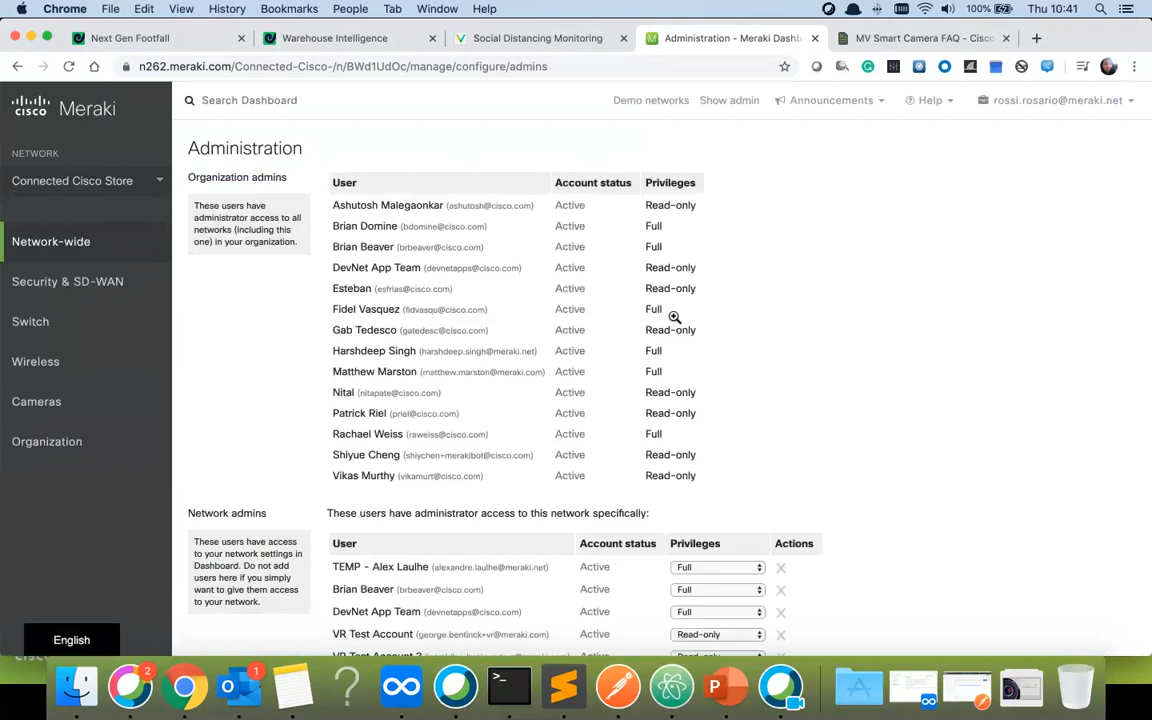 Chrome File Edit View History Bookmarks People Tab Window Help 100% Thu 10:41
Next Gen Footfall Warehouse Intelligence Social Distancing Monitoring Administration - Meraki Dashb MV Smart Camera FAQ - Cisco
n262.meraki.com/Connected-Cisco-/n/BWd1UdOc/manage/configure/admins
cisco Meraki
Search Dashboard Demo networks Show admin Announcements Help rossi.rosario@meraki.net
NETWORK
Connected Cisco Store
Network-wide
Security & SD-WAN
Switch
Wireless
Cameras
Organization
English
Administration
Organization admins
These users have
administrator access to all
networks (including this
one) in your organization.
User Account status Privileges
Ashutosh Malegaonkar (ashutosh@cisco.com) Active Read-only
Brian Domine (bdomine@cisco.com) Active Full
Brian Beaver (brbeaver@cisco.com) Active Full
DevNet App Team (devnetapps@cisco.com) Active Read-only
Esteban (esfrias@cisco.com) Active Read-only
Fidel Vasquez (fidvasqu@cisco.com) Active Full
Gab Tedesco (gatedesc@cisco.com) Active Read-only
Harshdeep Singh (harshdeep.singh@meraki.net) Active Full
Matthew Marston (matthew.marston@meraki.com) Active Full
Nital (nitapate@cisco.com) Active Read-only
Patrick Riel (priel@cisco.com) Active Read-only
Rachael Weiss (raweiss@cisco.com) Active Full
Shiyue Cheng (shiychen+merakibot@cisco.com) Active Read-only
Vikas Murthy (vikamurt@cisco.com) Active Read-only
Network admins These users have administrator access to this network specifically:
These users have access
to your network settings in
Dashboard. Do not add
users here if you simply
want to give them access
to your network.
User Account status Privileges Actions
TEMP - Alex Laulhe (alexandre.laulhe@meraki.net) Active Full X
Brian Beaver (brbeaver@cisco.com) Active Full X
DevNet App Team (devnetapps@cisco.com) Active Full X
VR Test Account (george.bentinck+vr@meraki.com) Active Read-only X
2 1